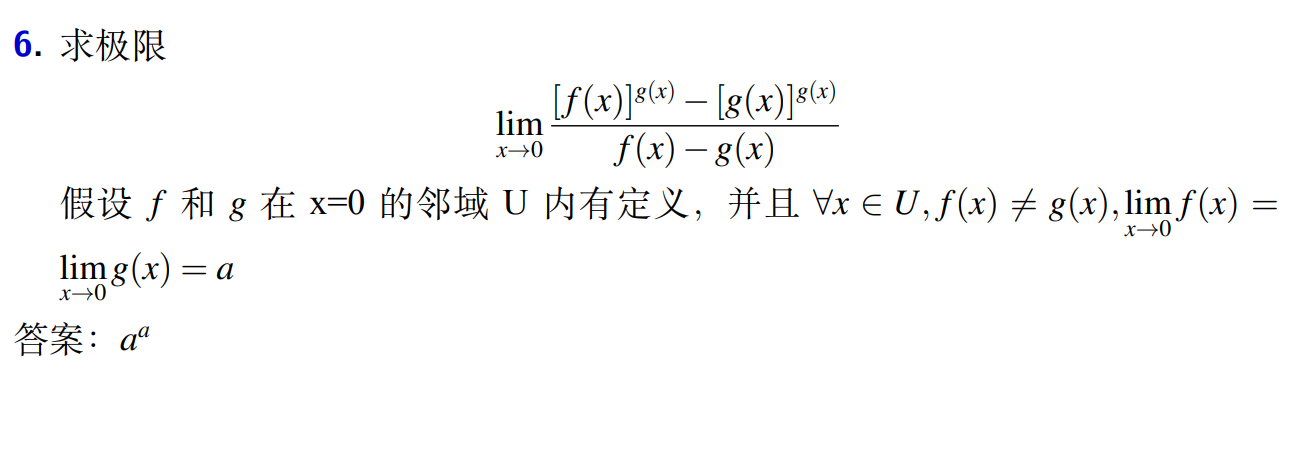 6. 求极限
$$\lim_{x \to 0} \frac{[f(x)]^{g(x)} - [g(x)]^{g(x)}}{f(x) - g(x)}$$
假设 $f$ 和 $g$ 在 x=0 的邻域 U 内有定义，并且 $\forall x \in U, f(x) \neq g(x), \lim_{x \to 0} f(x) =$
$\lim_{x \to 0} g(x) = a$
答案：$a^a$